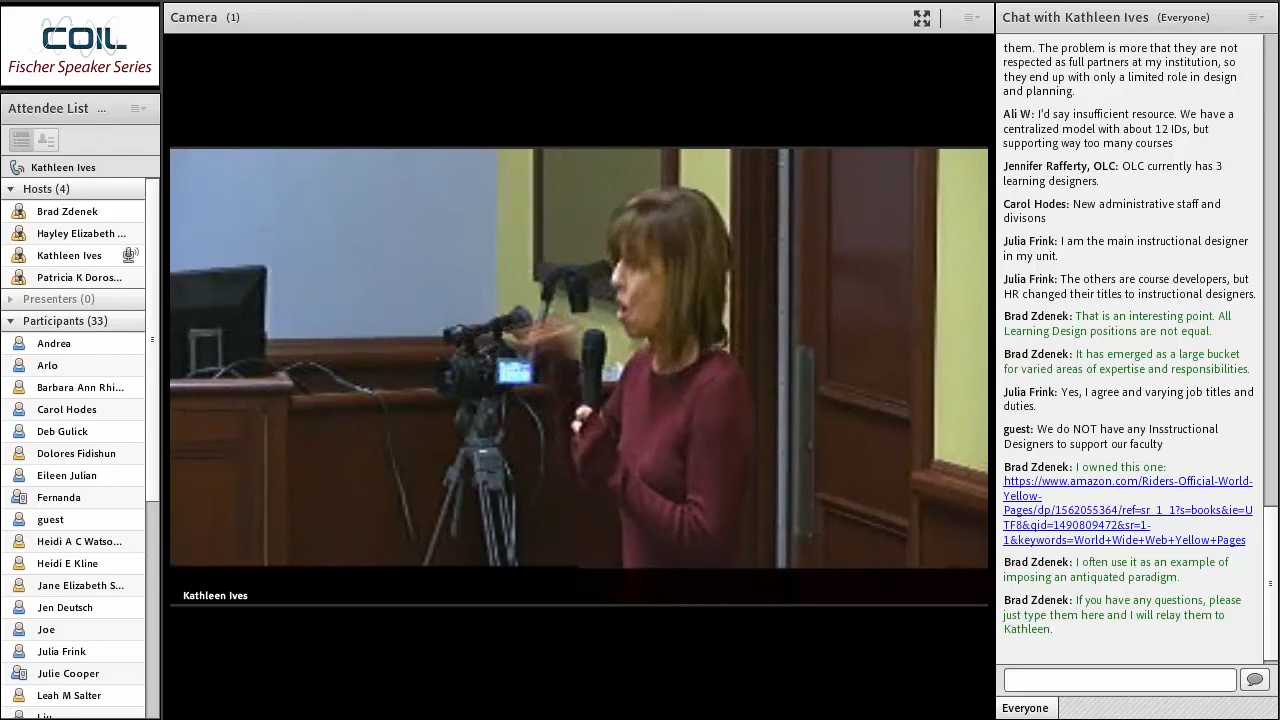 COIL
Fischer Speaker Series
Attendee List ...
Kathleen Ives
Hosts (4)
Brad Zdenek
Hayley Elizabeth ...
Kathleen Ives
Patricia K Doros...
Presenters (0)
Participants (33)
Andrea
Arlo
Barbara Ann Rhi...
Carol Hodes
Deb Gulick
Dolores Fidishun
Eileen Julian
Fernanda
guest
Heidi A C Watso...
Heidi E Kline
Jane Elizabeth S...
Jen Deutsch
Joe
Julia Frink
Julie Cooper
Leah M Salter
Camera (1)
Kathleen Ives
Chat with Kathleen Ives (Everyone)
them. The problem is more that they are not
respected as full partners at my institution, so
they end up with only a limited role in design
and planning.
Ali W: I'd say insufficient resource. We have a
centralized model with about 15 IDs, but
supporting way too many courses
Jennifer Rafferty, OLC: OLC currently has 3
learning designers.
Carol Hodes: New administrative staff and
divisons
Julia Frink: I am the main instructional designer
in my unit.
Julia Frink: The others are course developers, but
HR changed their titles to instructional designers.
Brad Zdenek: That is an interesting point. All
Learning Design positions are not equal.
Brad Zdenek: It has emerged as a large bucket
for varied areas of expertise and responsibilities.
Julia Frink: Yes, I agree and varying job titles and
duties.
guest: We do NOT have any Insstructional
Designers to support our faculty
Brad Zdenek: I owned this one:
https://www.amazon.com/Riders-Official-World-
Yellow-
Pages/dp/1562055364/ref=sr_1_1?s=books&ie=U
TF8&qid=1490809472&sr=1-
1&keywords=World+Wide+Web+Yellow+Pages
Brad Zdenek: I often use it as an example of
imposing an antiquated paradigm.
Brad Zdenek: If you have any questions, please
just type them here and I will relay them to
Kathleen.
Everyone